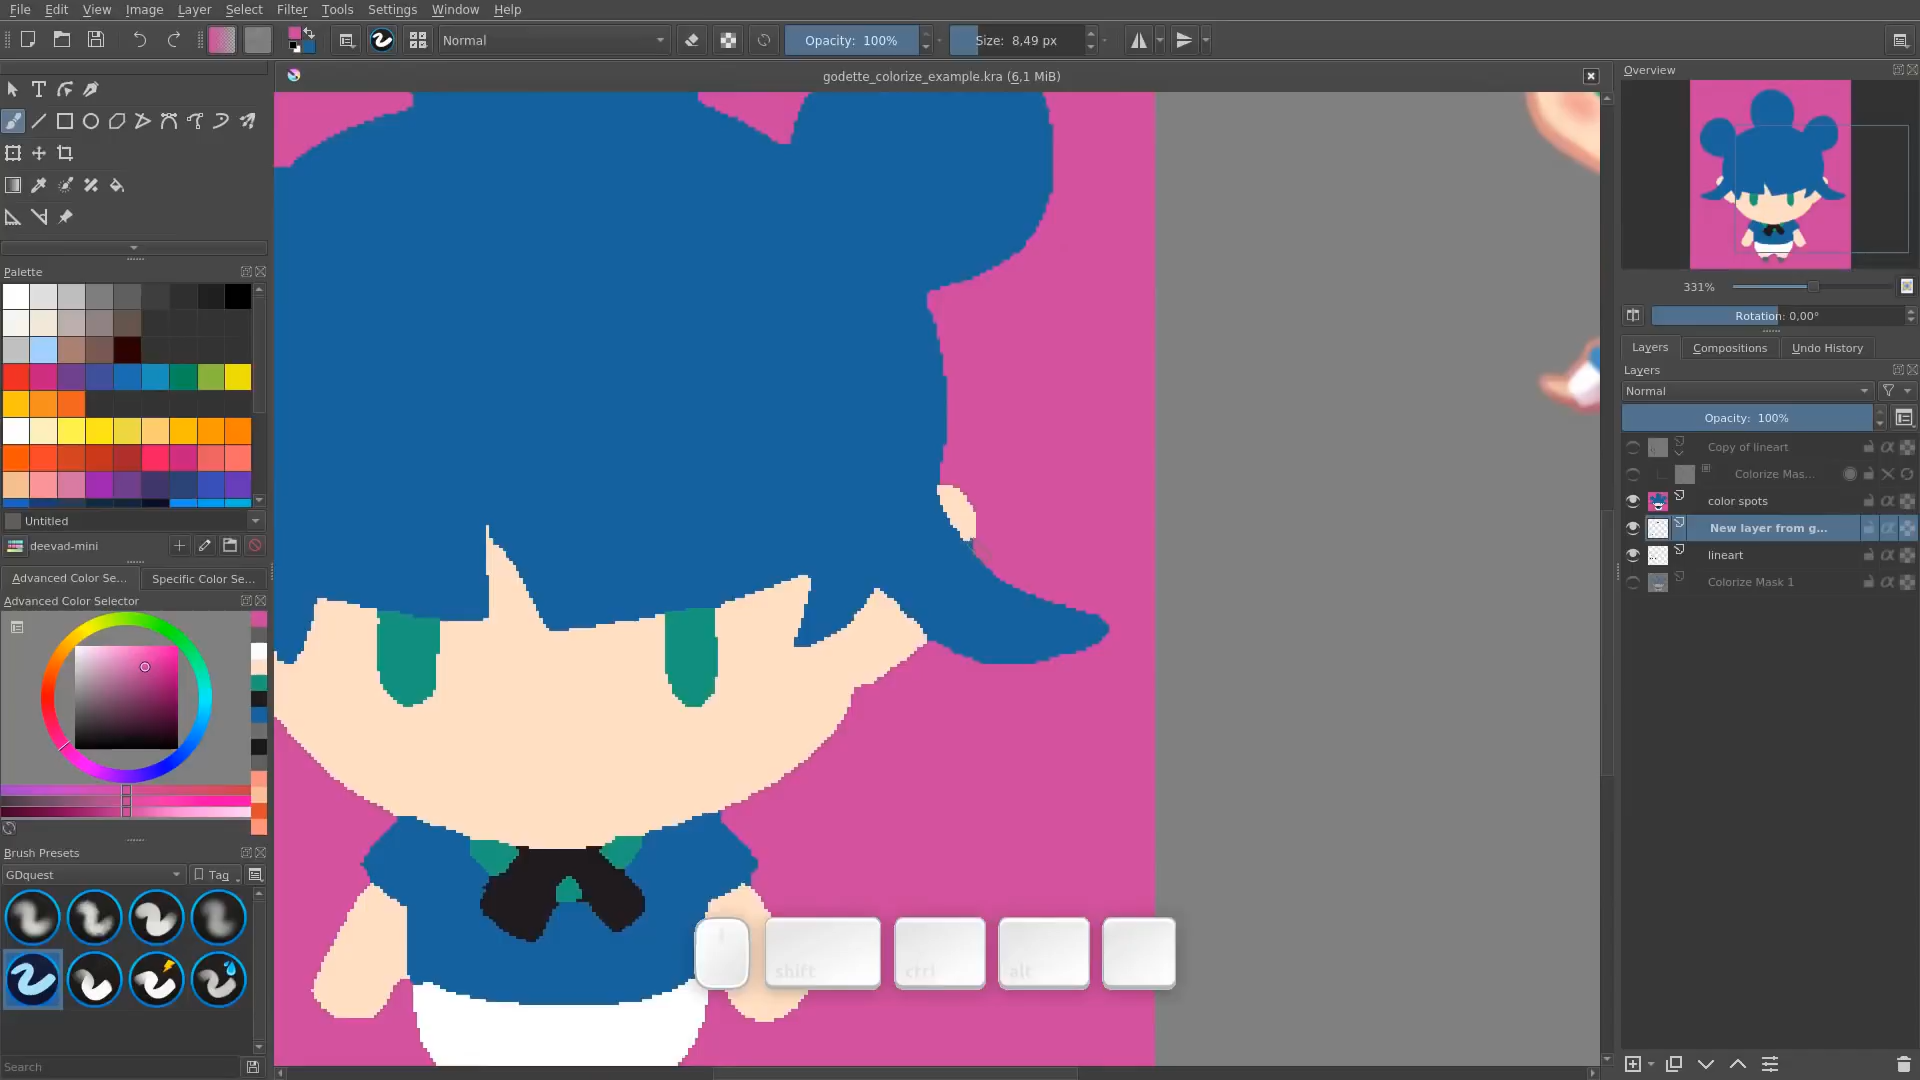 File Edit View Image Layer Select Filter Tools Settings Window Help
Normal
Opacity: 100%
Size: 8,49 px
godette_colorize_example.kra (6,1 MiB)
Overview
331%
Rotation: 0,00°
Layers Compositions Undo History
Layers
Normal
Opacity: 100%
Copy of lineart
Colorize Mas...
color spots
New layer from g...
lineart
Colorize Mask 1
Palette
Untitled
deevad-mini
Advanced Color Se... Specific Color Se...
Advanced Color Selector
Brush Presets
GDquest
Tag
Search
shift
ctrl
alt